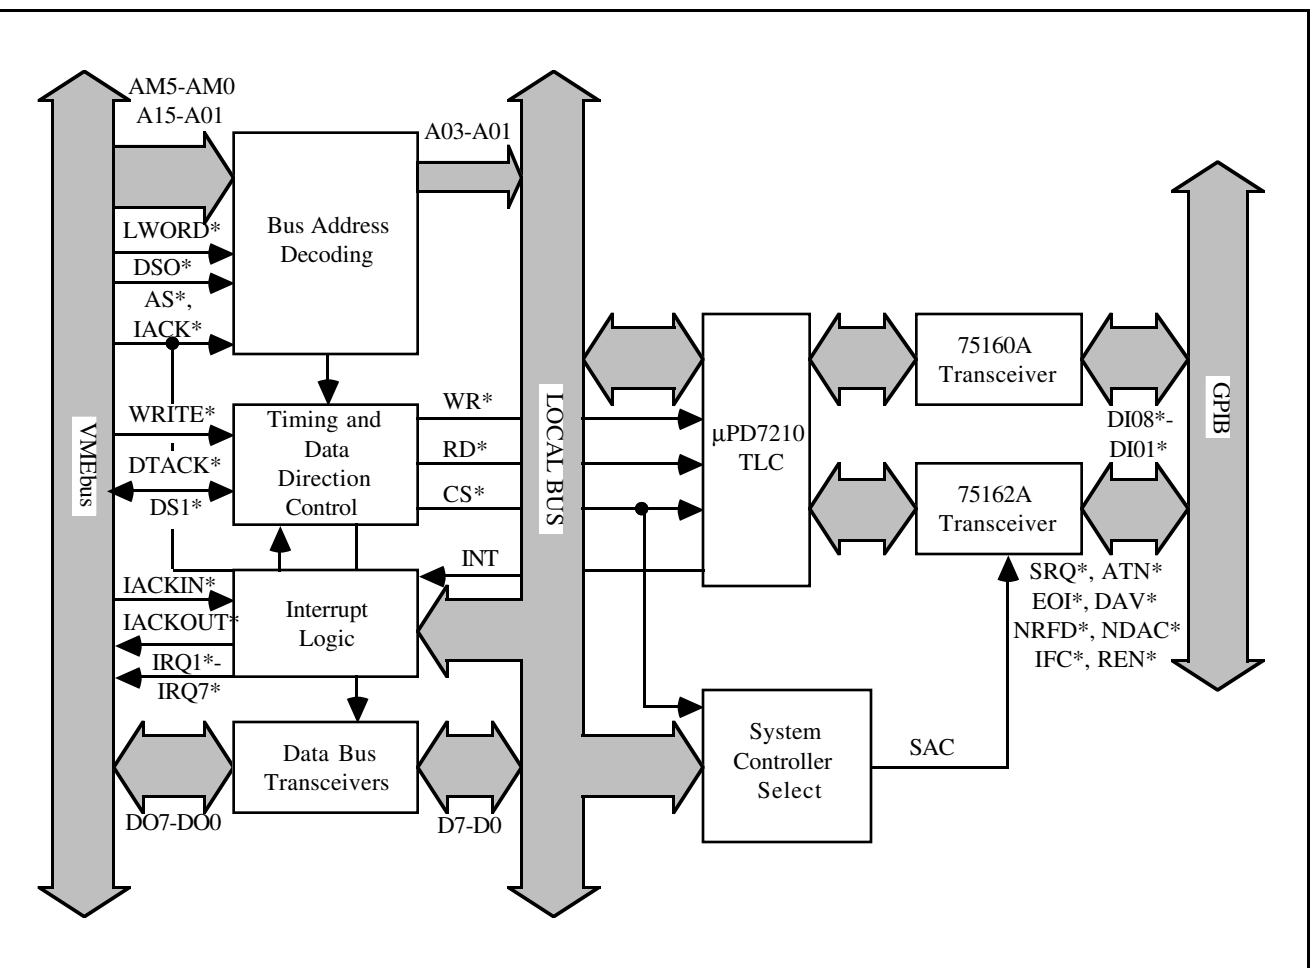 AM5-AM0
A15-A01
A03-A01
LWORD*
DSO*
AS*,
IACK*
Bus Address
Decoding
WRITE*
DTACK*
DS1*
Timing and
Data
Direction
Control
WR*
RD*
CS*
INT
VMEbus
LOCAL BUS
µPD7210
TLC
75160A
Transceiver
DI08*-
DI01*
75162A
Transceiver
GPIB
SRQ*, ATN*
EOI*, DAV*
NRFD*, NDAC*
IFC*, REN*
IACKIN*
IACKOUT*
IRQ1*-
IRQ7*
Interrupt
Logic
Data Bus
Transceivers
DO7-DO0
D7-D0
System
Controller
Select
SAC